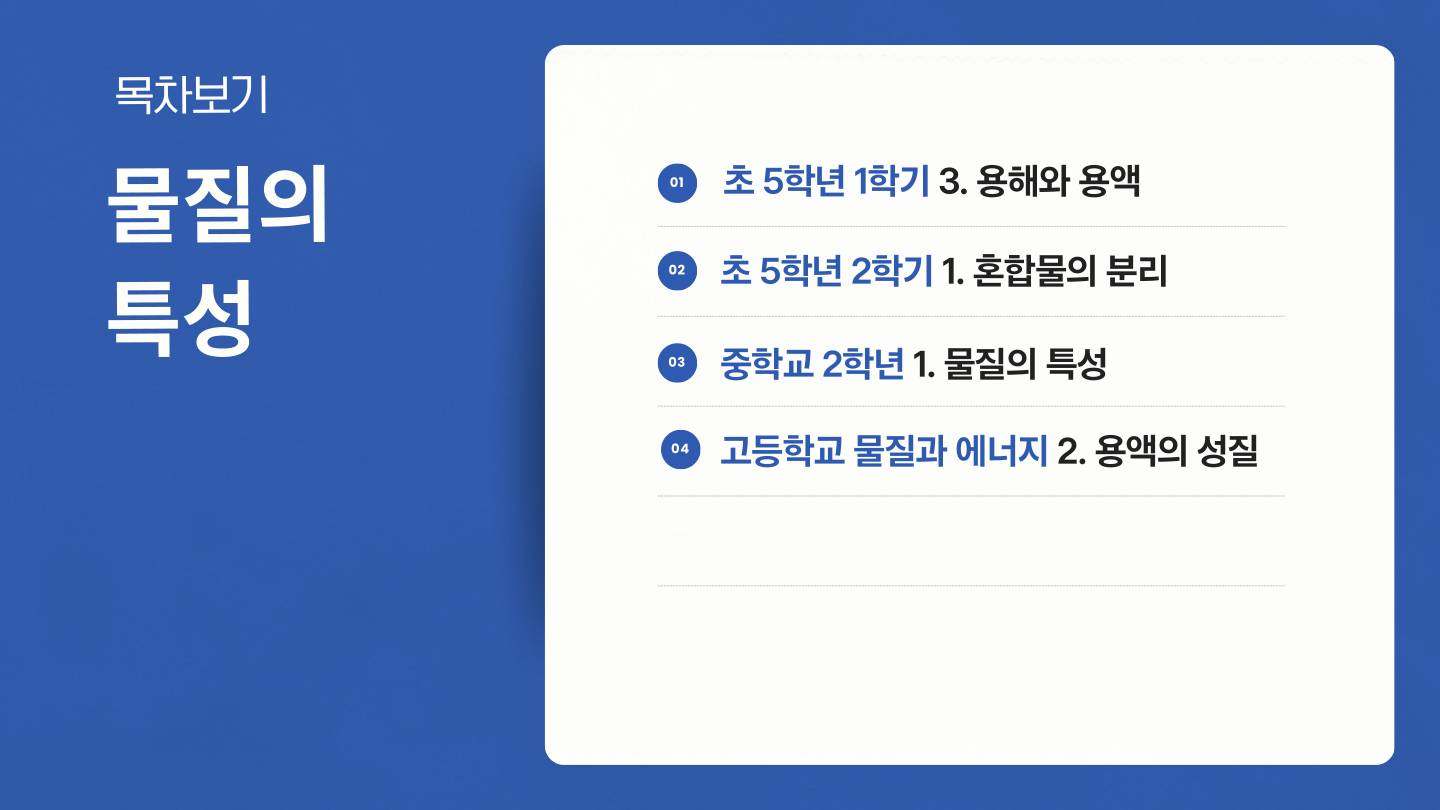 목차보기
물질의
특성
01 초 5학년 1학기 3. 용해와 용액
02 초 5학년 2학기 1. 혼합물의 분리
03 중학교 2학년 1. 물질의 특성
04 고등학교 물질과 에너지 2. 용액의 성질